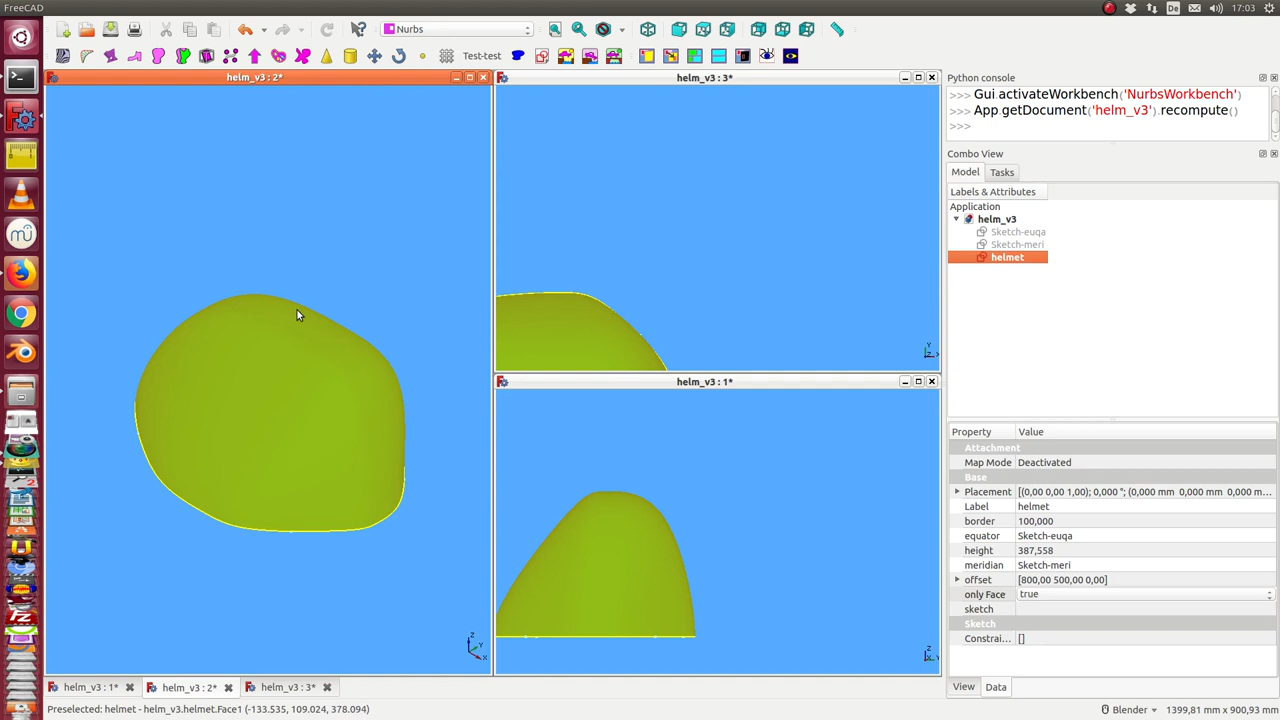 FreeCAD
De
17:03
Nurbs
Test-test
helm_v3 : 2*
helm_v3 : 3*
helm_v3 : 1*
Python console
>>> Gui.activateWorkbench('NurbsWorkbench')
>>> App.getDocument('helm_v3').recompute()
>>>
Combo View
Model Tasks
Labels & Attributes
Application
helm_v3
Sketch-euqa
Sketch-meri
helmet
Property Value
Attachment
Map Mode Deactivated
Base
Placement [(0,00 0,00 1,00); 0,000 °; (0,000 mm 0,000 mm 0,000 m...
Label helmet
border 100,000
equator Sketch-euqa
height 387,558
meridian Sketch-meri
offset [800,00 500,00 0,00]
only Face true
sketch
Sketch
Constrai... []
View Data
helm_v3 : 1* helm_v3 : 2* helm_v3 : 3*
Preselected: helmet - helm_v3.helmet.Face1 (-133.535, 109.024, 378.094)
Blender 1399,81 mm x 900,93 mm